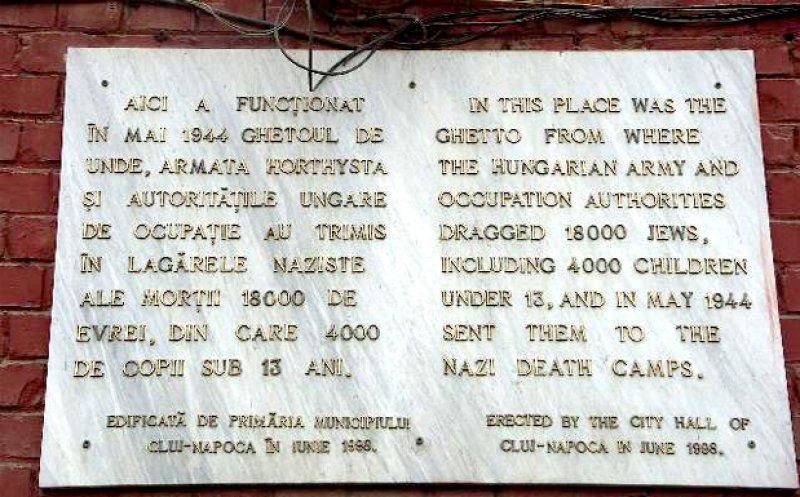 AICI A FUNCȚIONAT
ÎN MAI 1944 GHETOUL DE
UNDE, ARMATA HORTHYSTA
ȘI AUTORITĂȚILE UNGARE
DE OCUPAȚIE AU TRIMIS
ÎN LAGĂRELE NAZISTE
ALE MORȚII 18000 DE
EVREI, DIN CARE 4000
DE COPII SUB 13 ANI.
EDIFICATĂ DE PRIMĂRIA MUNICIPIULUI
CLUJ-NAPOCA ÎN IUNIE 1996.
IN THIS PLACE WAS THE
GHETTO FROM WHERE
THE HUNGARIAN ARMY AND
OCCUPATION AUTHORITIES
DRAGGED 18000 JEWS,
INCLUDING 4000 CHILDREN
UNDER 13, AND IN MAY 1944
SENT THEM TO THE
NAZI DEATH CAMPS.
ERECTED BY THE CITY HALL OF
CLUJ-NAPOCA IN JUNE 1996.